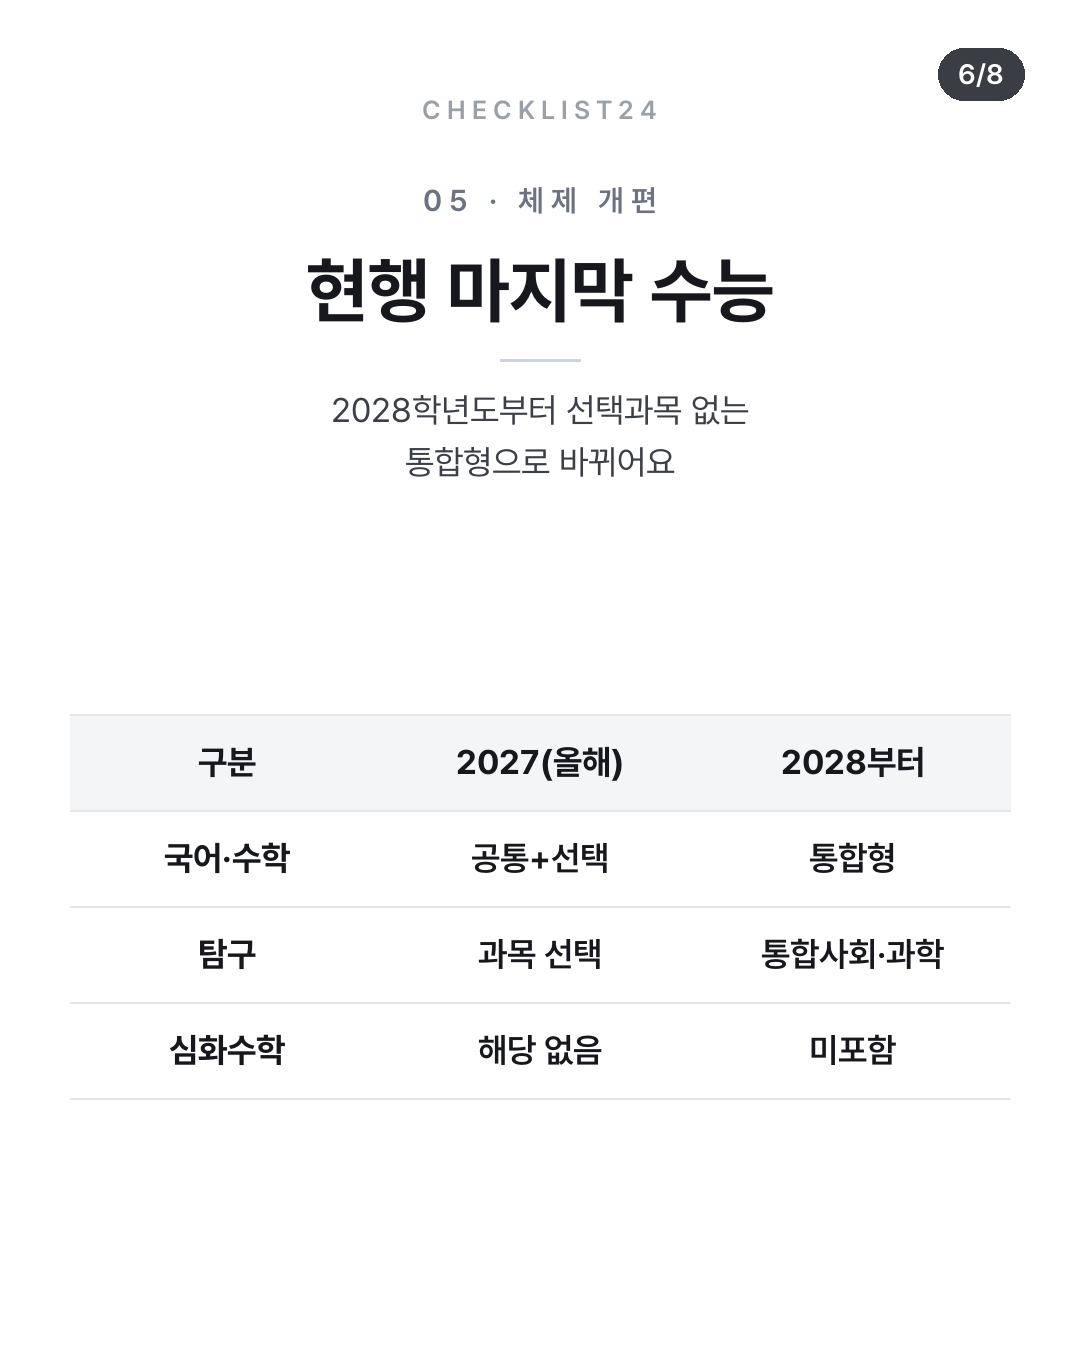 6/8
CHECKLIST24
05 · 체제 개편
현행 마지막 수능
2028학년도부터 선택과목 없는
통합형으로 바뀌어요
구분 2027(올해) 2028부터
국어·수학 공통+선택 통합형
탐구 과목 선택 통합사회·과학
심화수학 해당 없음 미포함